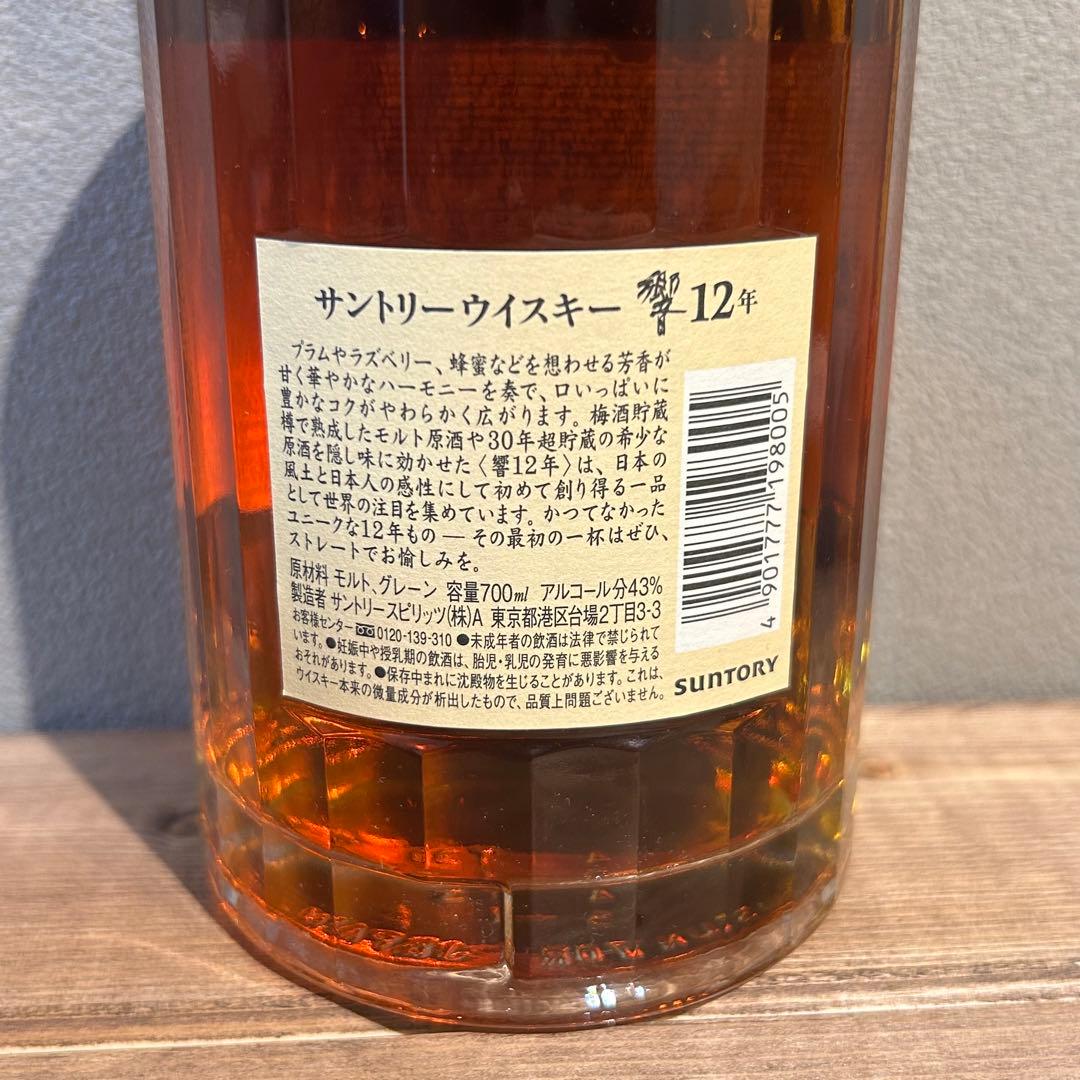 サントリーウイスキー 響 12年
プラムやラズベリー、蜂蜜などを想わせる芳香が
甘く華やかなハーモニーを奏で、口いっぱいに
豊かなコクがやわらかく広がります。梅酒貯蔵
樽で熟成したモルト原酒や30年超貯蔵の希少な
原酒を隠し味に効かせた〈響12年〉は、日本の
風土と日本人の感性にして初めて創り得る一品
として世界の注目を集めています。かつてなかった
ユニークな12年もの ― その最初の一杯はぜひ、
ストレートでお愉しみを。
原材料 モルト、グレーン 容量700ml アルコール分43%
製造者 サントリースピリッツ(株)A 東京都港区台場2丁目3-3
お客様センター 0120-139-310 ●未成年者の飲酒は法律で禁じられて
います。●妊娠中や授乳期の飲酒は、胎児・乳児の発育に悪影響を与える
おそれがあります。●保存中まれに沈殿物を生じることがあります。これは、
ウイスキー本来の微量成分が析出したもので、品質上問題ございません。
4 901777 198005
SUNTORY